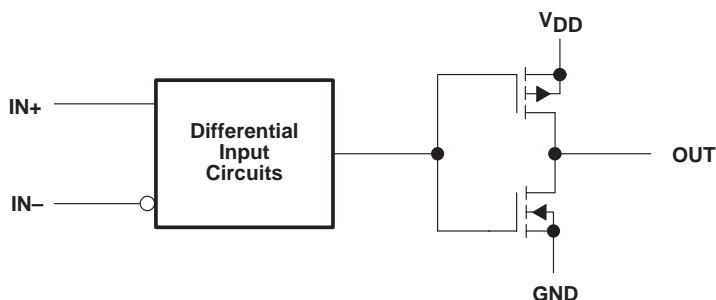 VDD
IN+
Differential
Input
Circuits
OUT
IN–
GND